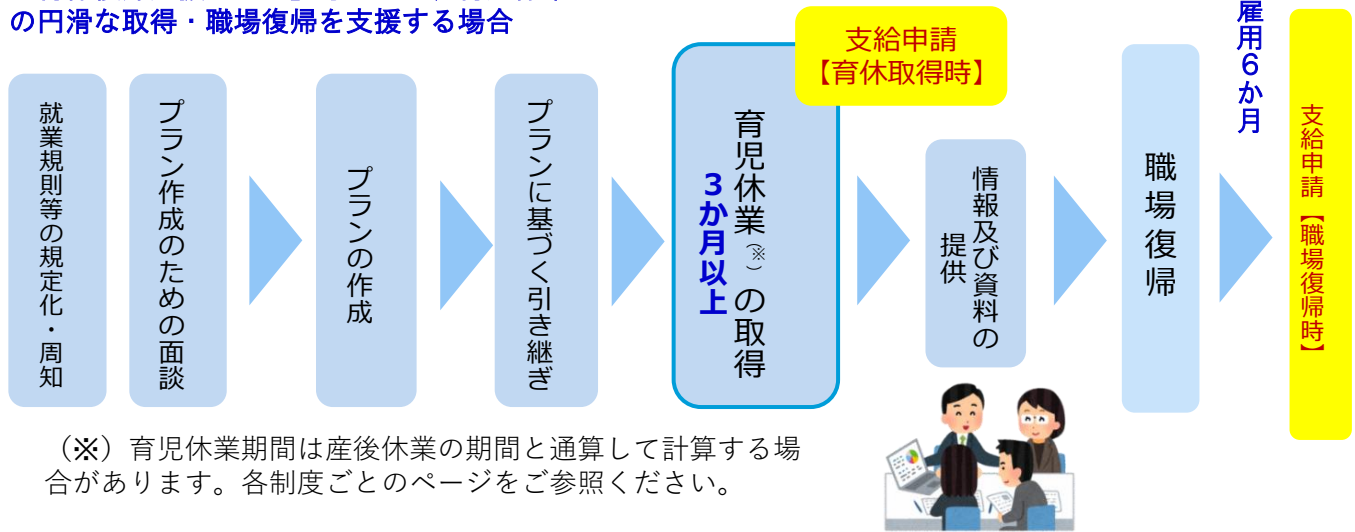 の円滑な取得・職場復帰を支援する場合
就業規則等の規定化・周知
プラン作成のための面談
プランの作成
プランに基づく引き継ぎ
育児休業（※）の取得
３か月以上
支給申請
【育休取得時】
情報及び資料の
提供
職場復帰
雇用６か月
支給申請【職場復帰時】
（※）育児休業期間は産後休業の期間と通算して計算する場
合があります。各制度ごとのページをご参照ください。